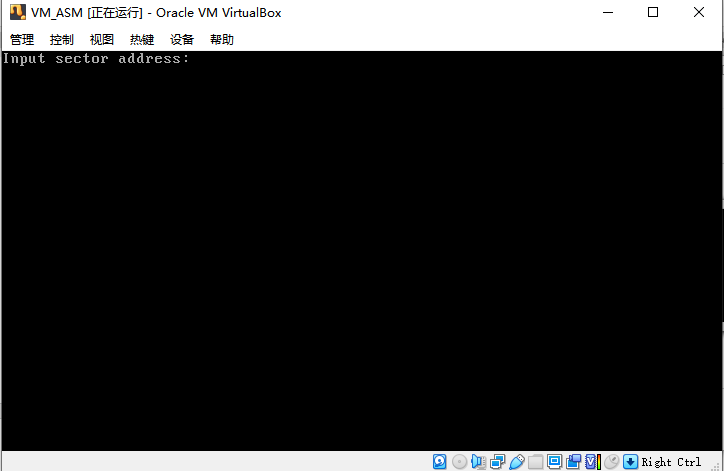 VM_ASM [正在运行] - Oracle VM VirtualBox
管理 控制 视图 热键 设备 帮助
Input sector address:
Right Ctrl